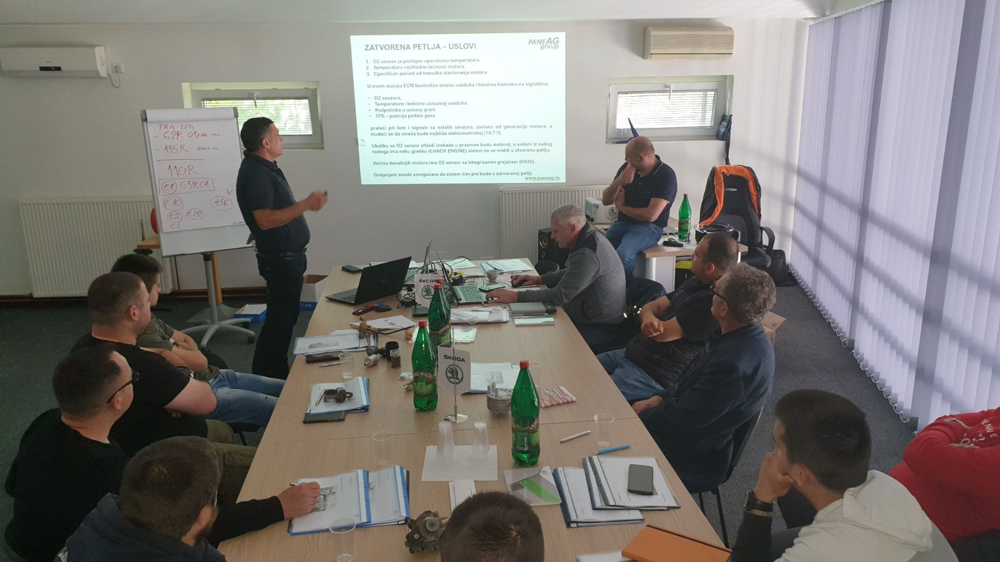 ZATVORENA PETLJA – USLOVI
PANE AG
group
1. O2 senzor je postigao operativnu temperaturu
2. Temperaturu rashladne tečnosti motora
3. Cpecifičan period od trenutka startovanja motora
U ovom slučaju ECM kontroliše smešu vazduha i benzina baziranu na signalima:
• O2 senzora,
• Temperature i količine usisanog vazduha
• Podpritiska u usisnoj grani
• TPS – pozicija pedale gasa
prateći pri tom i signale sa ostalih senzora, zavisno od generacije motora, a
trudeći se da smeša bude najbliže stehiometriskoj (14,7:1)
Ukoliko se O2 senzor ohladi (nekada u praznom hodu motora), a sistem iz nekog
razloga ima neku grešku (CHACK ENGINE) sistem će se vratiti u otvorenu petlju.
Većina današnjih motora ima O2 senzor sa integrisanim grejačem (H02S).
Grejanjem sonde omogućava da sistem čim pre bude u zatvorenoj petlji.
www.paneag.rs
TNG LPG
- 67R 01
- 115R
110R
E1 67R01
E10
45R
E2 E3D
E3
ŠKODA
ŠKODA
KNJAZ MILOŠ